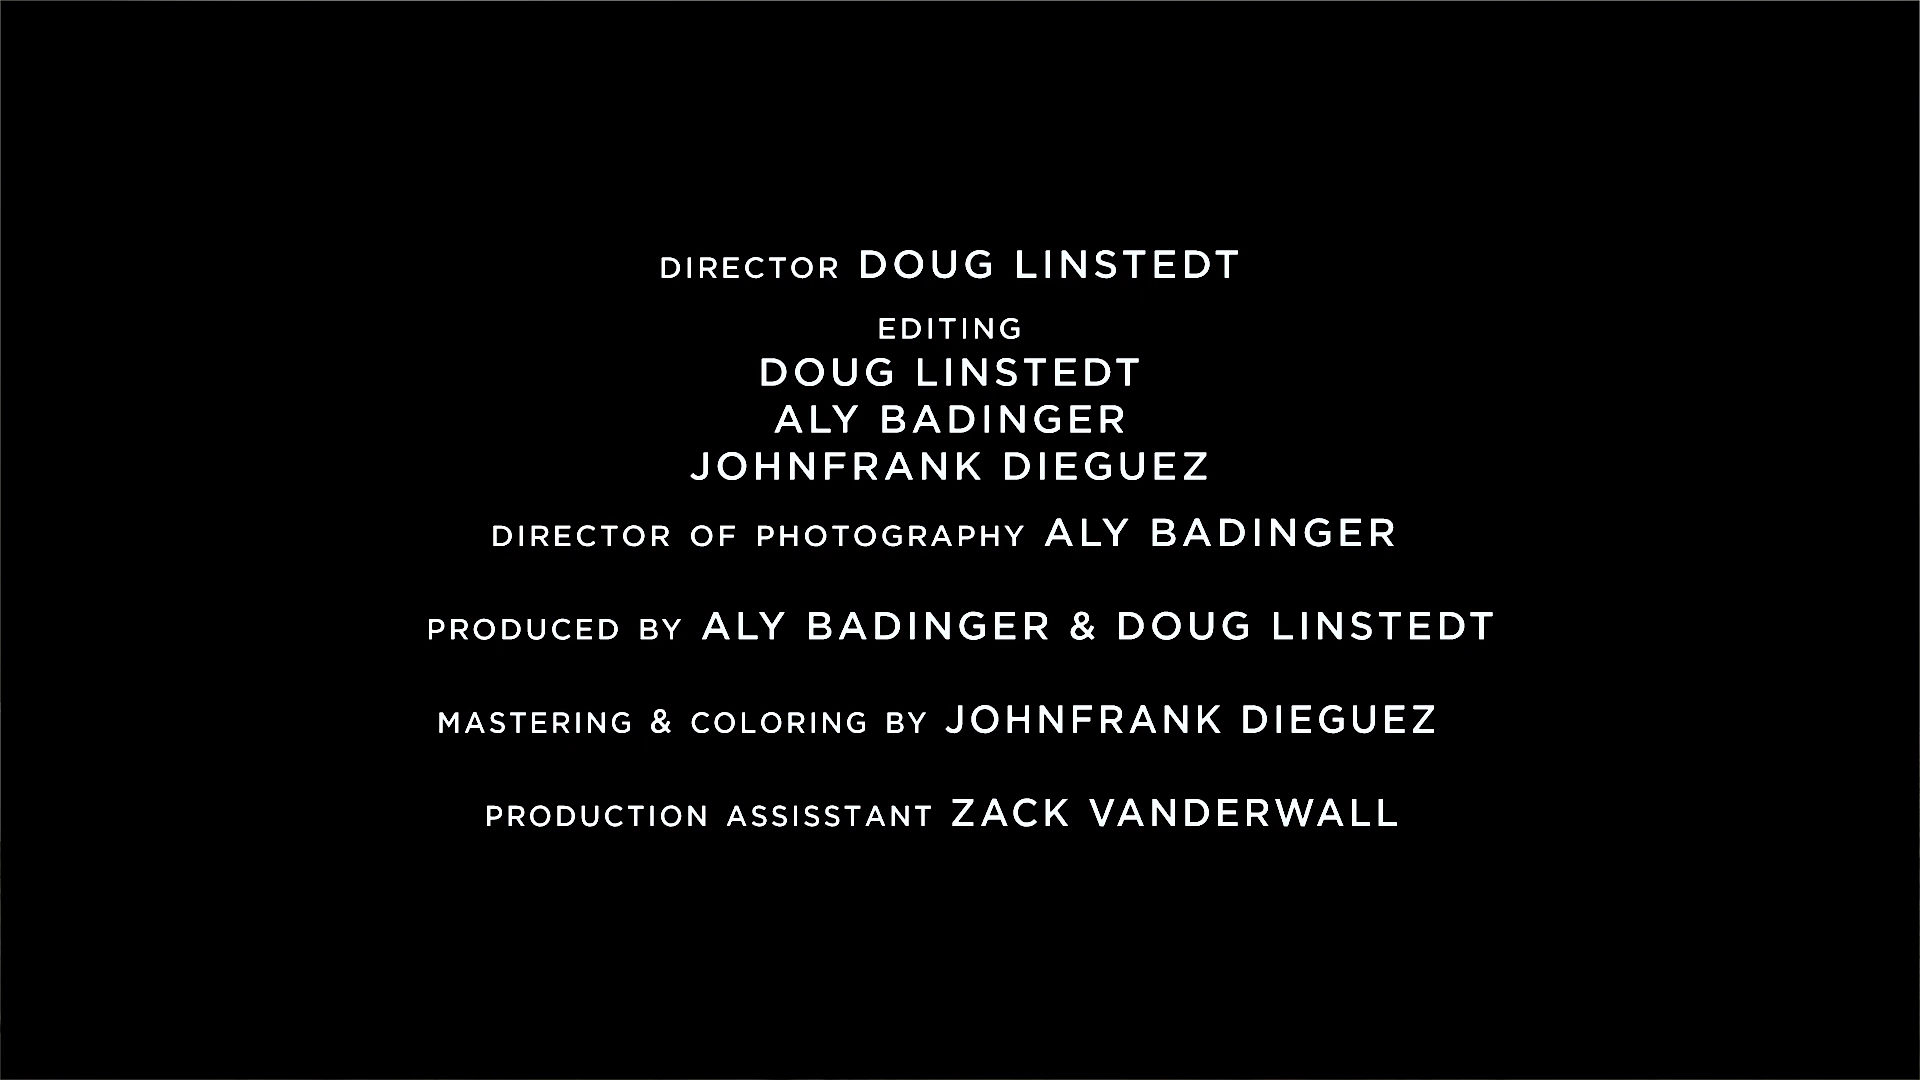 DIRECTOR DOUG LINSTEDT
EDITING
DOUG LINSTEDT
ALY BADINGER
JOHNFRANK DIEGUEZ
DIRECTOR OF PHOTOGRAPHY ALY BADINGER
PRODUCED BY ALY BADINGER & DOUG LINSTEDT
MASTERING & COLORING BY JOHNFRANK DIEGUEZ
PRODUCTION ASSISSTANT ZACK VANDERWALL